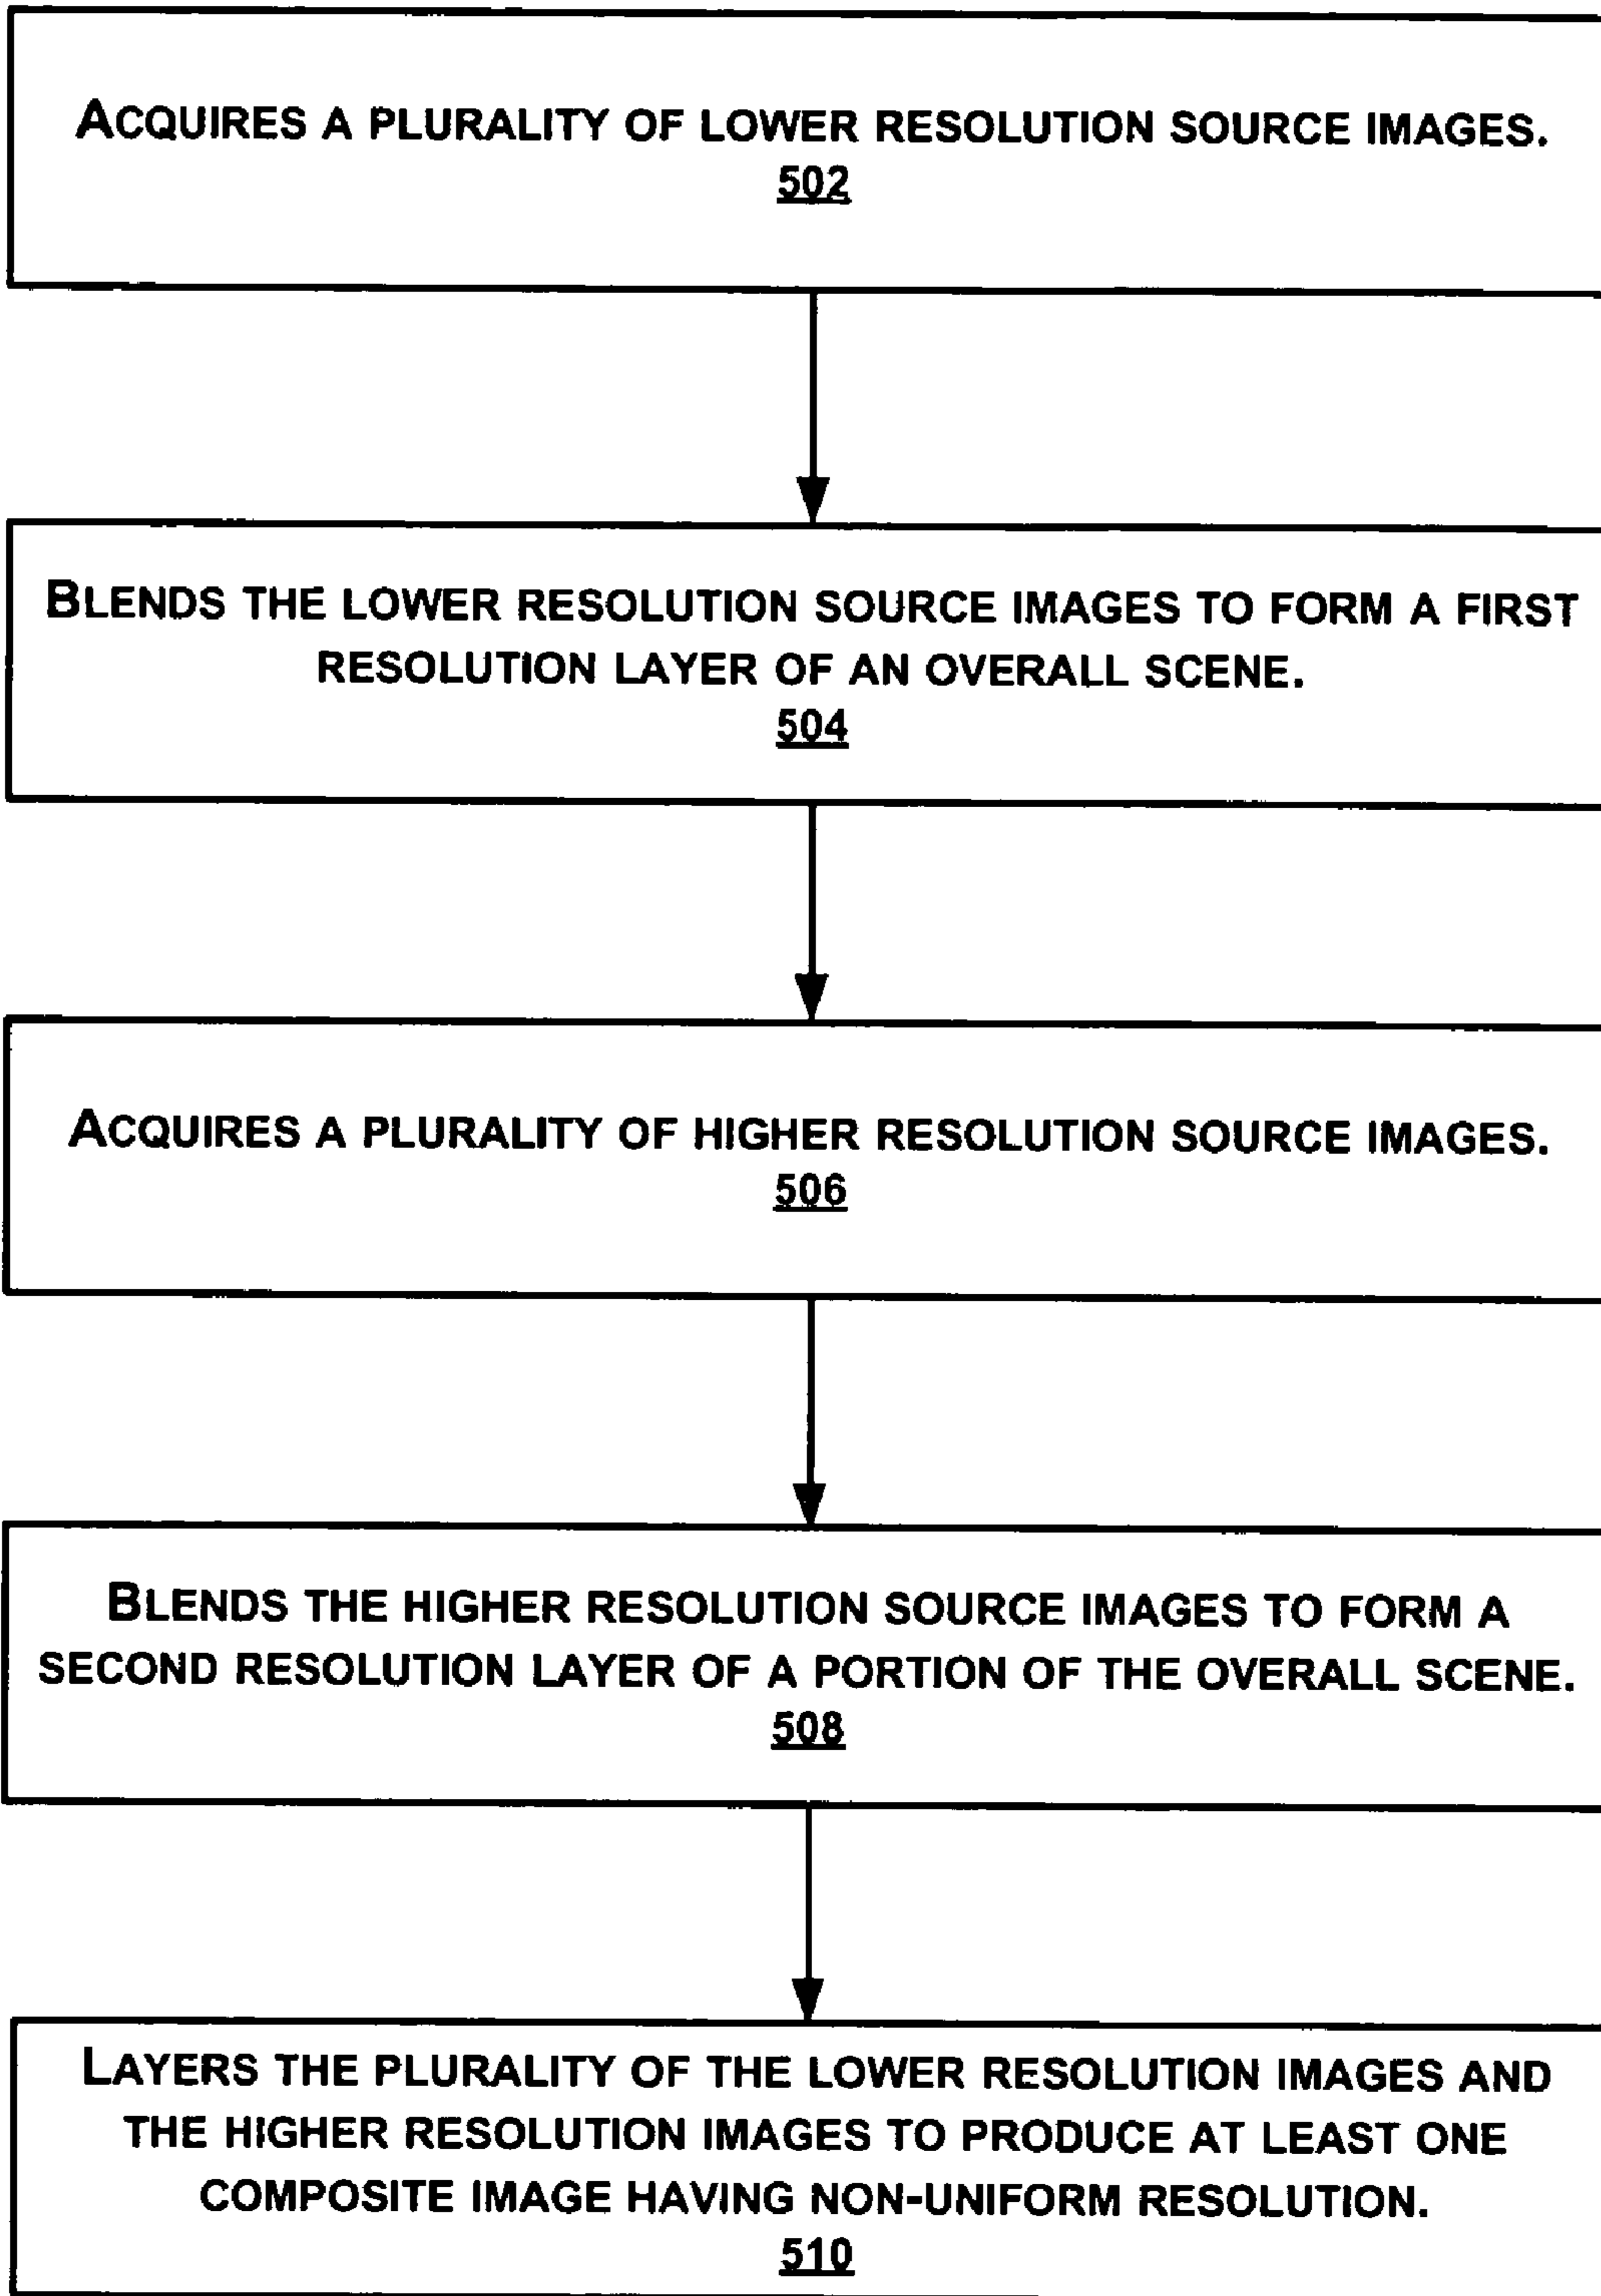 ACQUIRES A PLURALITY OF LOWER RESOLUTION SOURCE IMAGES.
502
BLENDS THE LOWER RESOLUTION SOURCE IMAGES TO FORM A FIRST
RESOLUTION LAYER OF AN OVERALL SCENE.
504
ACQUIRES A PLURALITY OF HIGHER RESOLUTION SOURCE IMAGES.
506
BLENDS THE HIGHER RESOLUTION SOURCE IMAGES TO FORM A
SECOND RESOLUTION LAYER OF A PORTION OF THE OVERALL SCENE.
508
LAYERS THE PLURALITY OF THE LOWER RESOLUTION IMAGES AND
THE HIGHER RESOLUTION IMAGES TO PRODUCE AT LEAST ONE
COMPOSITE IMAGE HAVING NON-UNIFORM RESOLUTION.
510